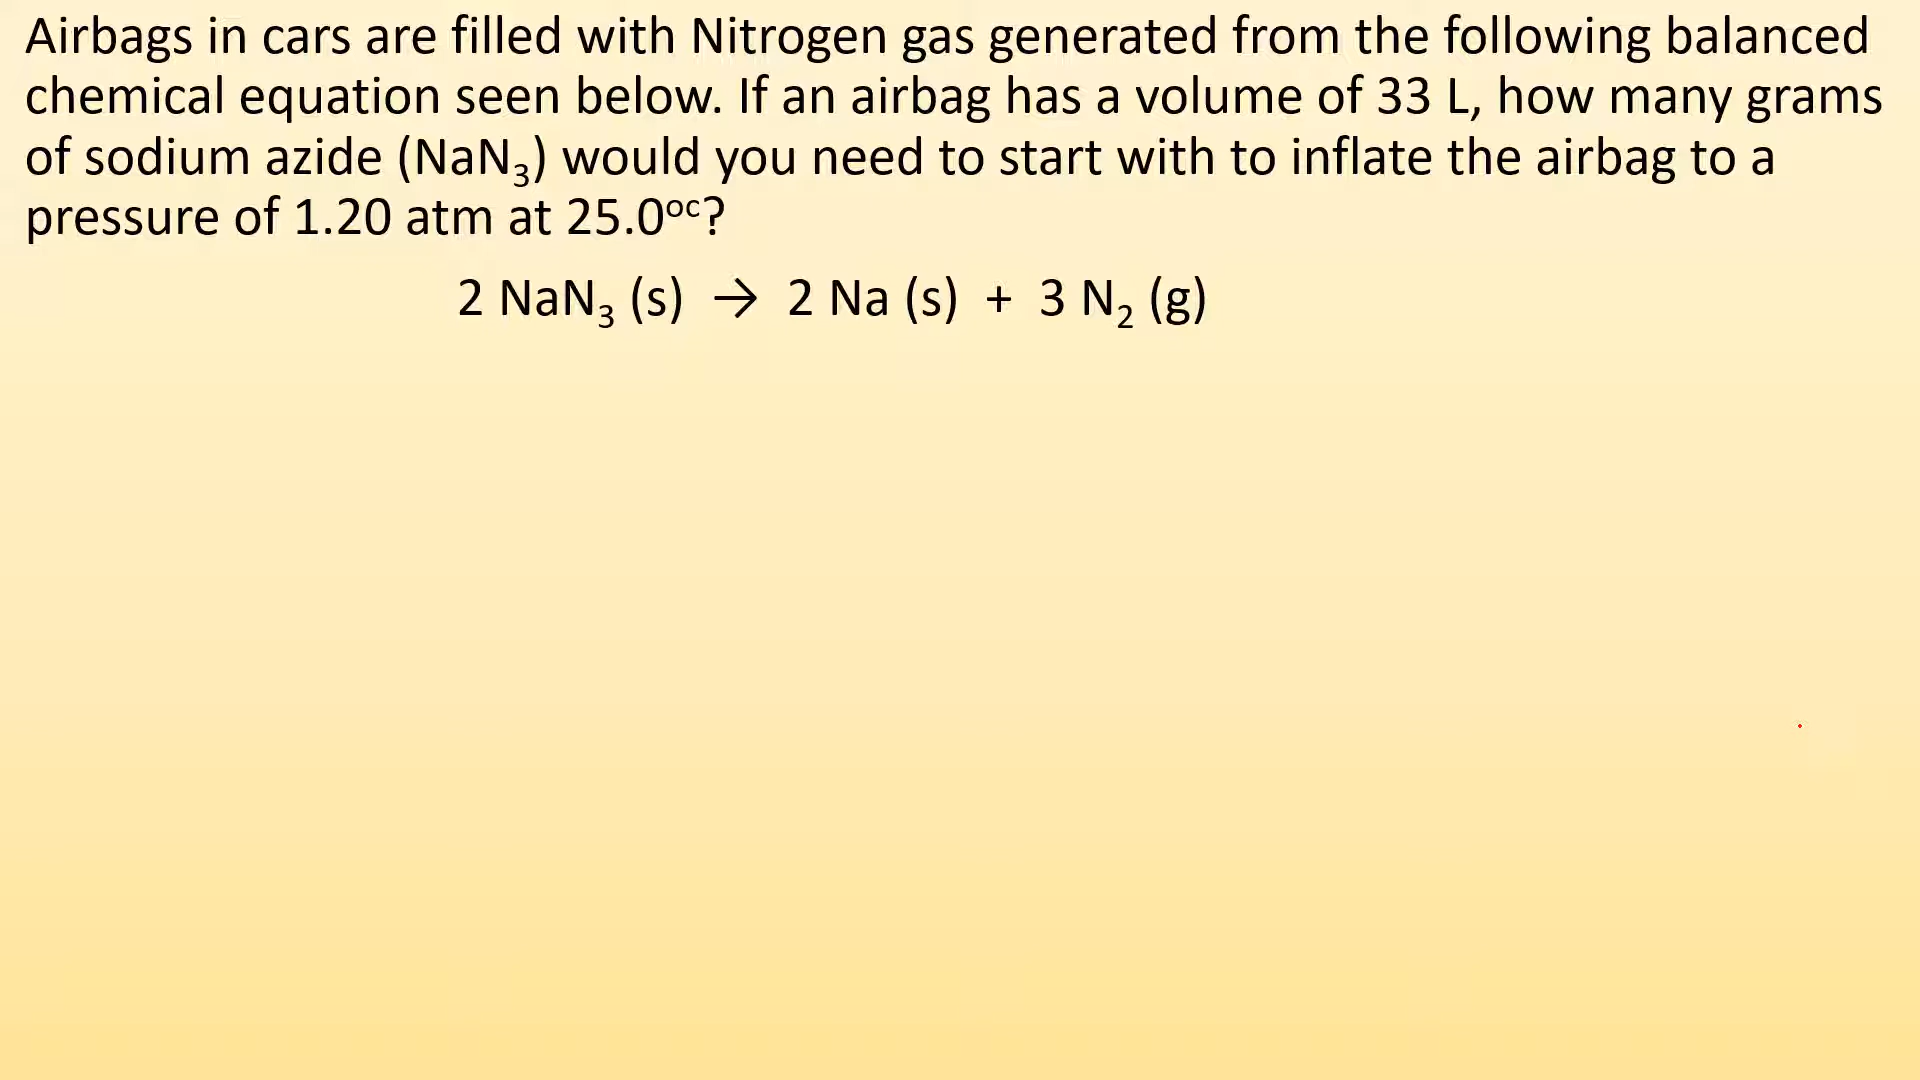 Airbags in cars are filled with Nitrogen gas generated from the following balanced
chemical equation seen below. If an airbag has a volume of 33 L, how many grams
of sodium azide (NaN₃) would you need to start with to inflate the airbag to a
pressure of 1.20 atm at 25.0ᵒᶜ?
2 NaN₃ (s) → 2 Na (s) + 3 N₂ (g)